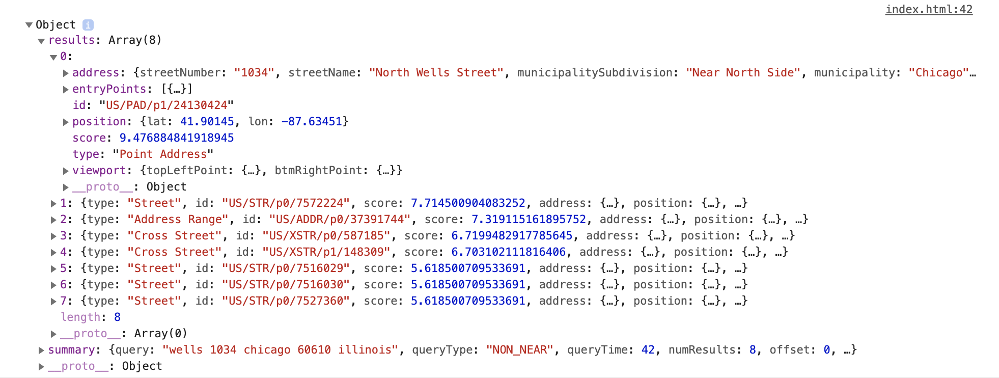 index.html:42
▼Object i
▼results: Array(8)
▼0:
▶address: {streetNumber: "1034", streetName: "North Wells Street", municipalitySubdivision: "Near North Side", municipality: "Chicago"…
▶entryPoints: [{…}]
id: "US/PAD/p1/24130424"
▶position: {lat: 41.90145, lon: -87.63451}
score: 9.476884841918945
type: "Point Address"
▶viewport: {topLeftPoint: {…}, btmRightPoint: {…}}
▶__proto__: Object
▶1: {type: "Street", id: "US/STR/p0/7572224", score: 7.714500904083252, address: {…}, position: {…}, …}
▶2: {type: "Address Range", id: "US/ADDR/p0/37391744", score: 7.319115161895752, address: {…}, position: {…}, …}
▶3: {type: "Cross Street", id: "US/XSTR/p0/587185", score: 6.7199482917785645, address: {…}, position: {…}, …}
▶4: {type: "Cross Street", id: "US/XSTR/p1/148309", score: 6.703102111816406, address: {…}, position: {…}, …}
▶5: {type: "Street", id: "US/STR/p0/7516029", score: 5.618500709533691, address: {…}, position: {…}, …}
▶6: {type: "Street", id: "US/STR/p0/7516030", score: 5.618500709533691, address: {…}, position: {…}, …}
▶7: {type: "Street", id: "US/STR/p0/7527360", score: 5.618500709533691, address: {…}, position: {…}, …}
length: 8
▶__proto__: Array(0)
▶summary: {query: "wells 1034 chicago 60610 illinois", queryType: "NON_NEAR", queryTime: 42, numResults: 8, offset: 0, …}
▶__proto__: Object